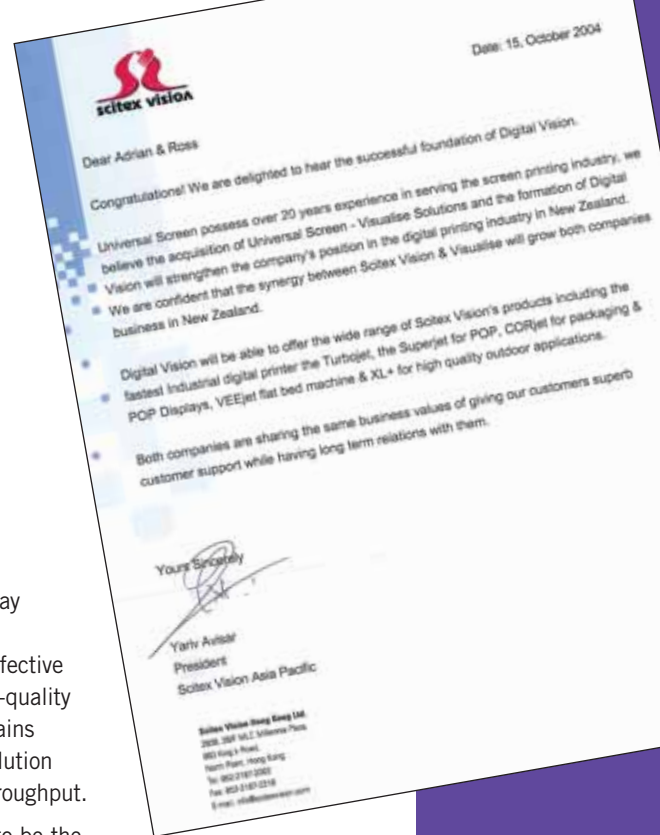 scitex vision
Date: 15, October 2004
Dear Adrian & Ross
Congratulations! We are delighted to hear the successful foundation of Digital Vision.
Universal Screen possess over 20 years experience in serving the screen printing industry, we
believe the acquisition of Universal Screen - Visualise Solutions and the formation of Digital
Vision will strengthen the company's position in the digital printing industry in New Zealand.
We are confident that the synergy between Scitex Vision & Visualise will grow both companies
business in New Zealand.
Digital Vision will be able to offer the wide range of Scitex Vision's products including the
fastest Industrial digital printer the Turbojet, the Superjet for POP, CORjet for packaging &
POP Displays, VEEjet flat bed machine & XL+ for high quality outdoor applications.
Both companies are sharing the same business values of giving our customers superb
customer support while having long term relations with them.
Yours Sincerely
Yariv Avisar
President
Scitex Vision Asia Pacific
Scitex Vision Hong Kong Ltd.
King's Road,
North Point, Hong Kong
ay
fective
-quality
ains
lution
roughput.
to be the